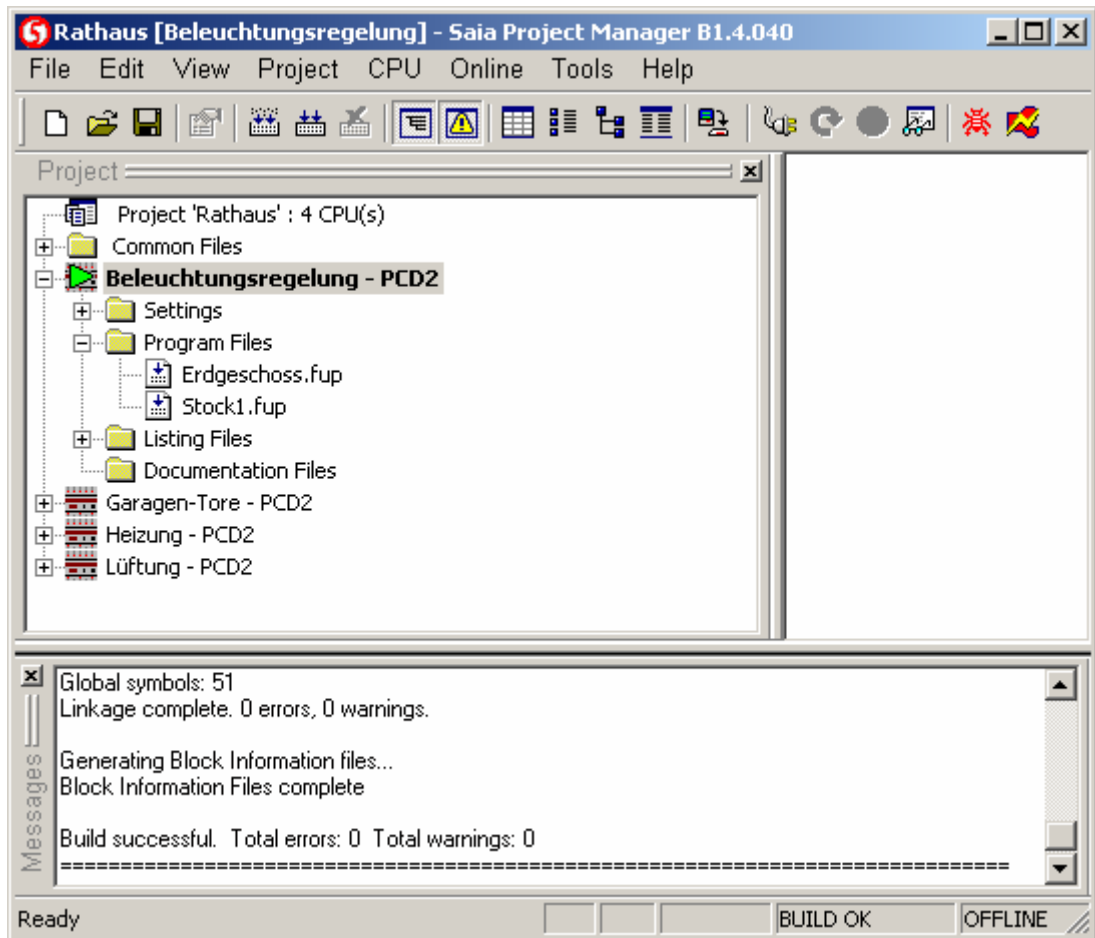 Rathaus [Beleuchtungsregelung] - Saia Project Manager B1.4.040
File Edit View Project CPU Online Tools Help
Project
Project 'Rathaus' : 4 CPU(s)
Common Files
Beleuchtungsregelung - PCD2
Settings
Program Files
Erdgeschoss.fup
Stock1.fup
Listing Files
Documentation Files
Garagen-Tore - PCD2
Heizung - PCD2
Lüftung - PCD2
Messages
Global symbols: 51
Linkage complete. 0 errors, 0 warnings.
Generating Block Information files...
Block Information Files complete
Build successful. Total errors: 0 Total warnings: 0
===============================================================================
Ready BUILD OK OFFLINE